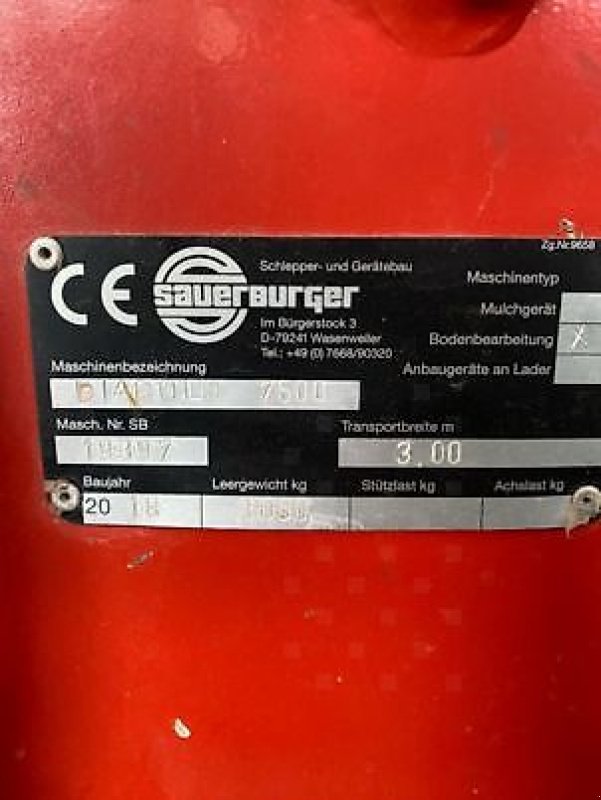 Zg.Nr.9658
CE
SAUERBURGER
Schlepper- und Gerätebau
Im Bürgerstock 3
D-79241 Wasenweiler
Tel.: +49 (0) 7668/90320
Maschinentyp
Mulchgerät
Bodenbearbeitung X
Anbaugeräte an Lader
Maschinenbezeichnung
Masch. Nr. SB
Transportbreite m
3.00
Baujahr
Leergewicht kg
Stützlast kg
Achslast kg
20 18